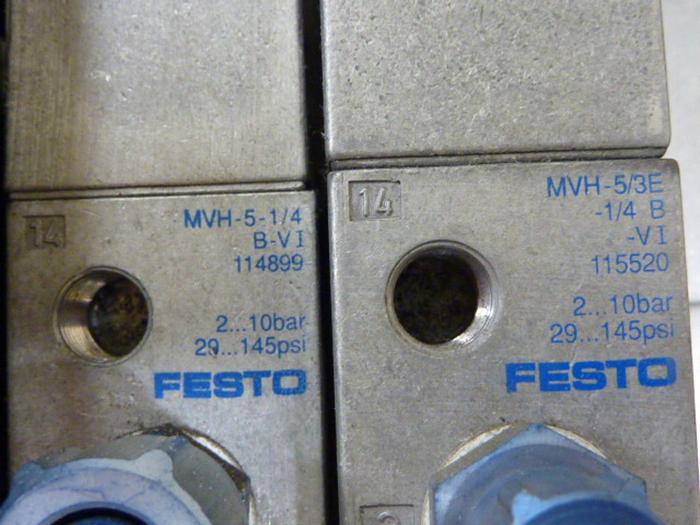 14
MVH-5-1/4
B-VI
114899
2...10bar
29...145psi
FESTO
14
MVH-5/3E
-1/4 B
-VI
115520
2...10bar
29...145psi
FESTO